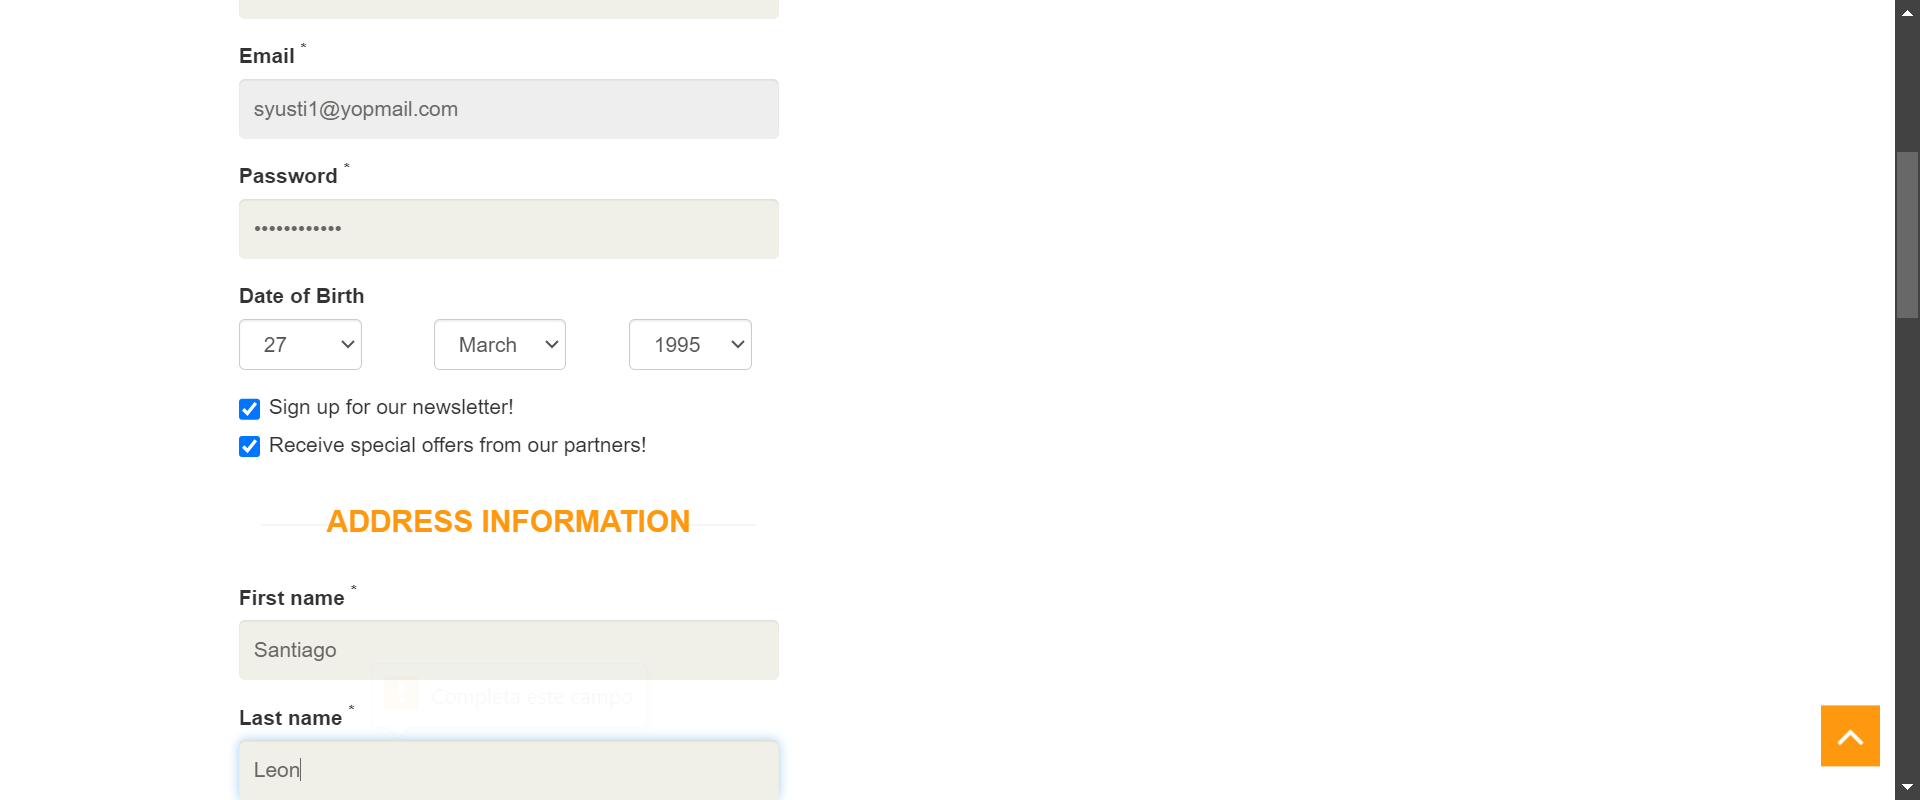 Email *
syusti1@yopmail.com
Password *
••••••••••••
Date of Birth
27 March 1995
Sign up for our newsletter!
Receive special offers from our partners!
ADDRESS INFORMATION
First name *
Santiago
Completa este campo
Last name *
Leon